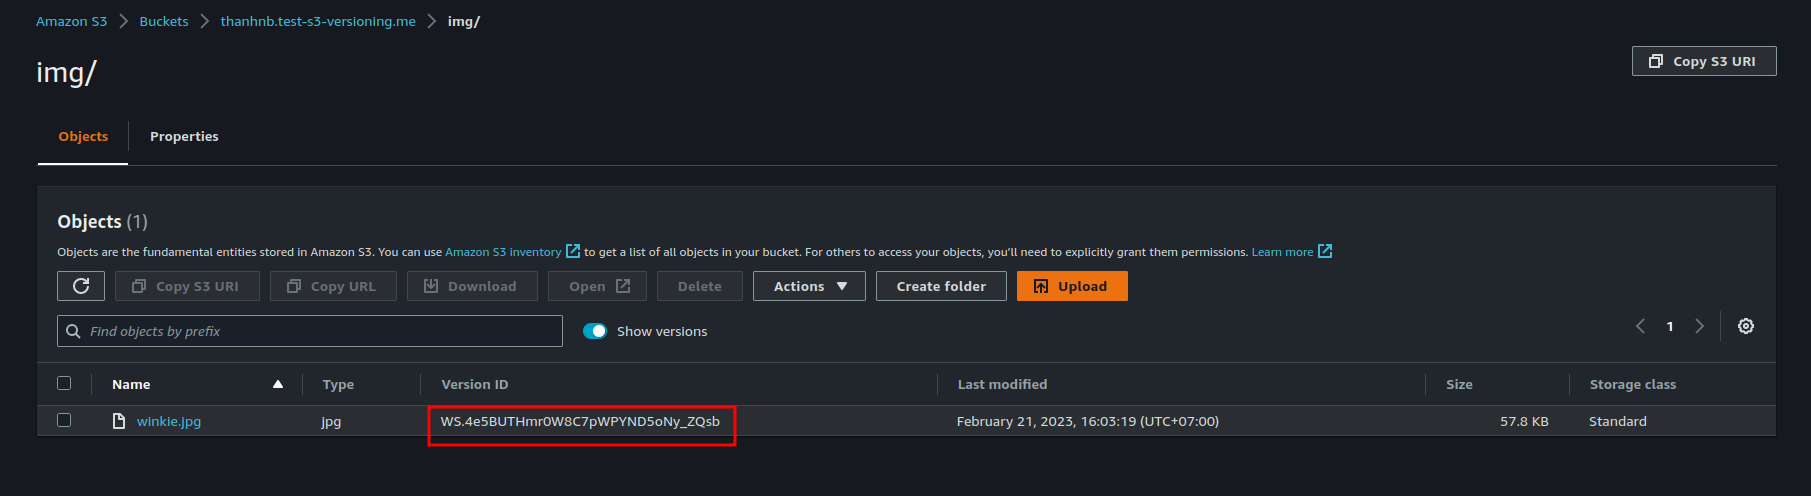 Amazon S3 > Buckets > thanhnb.test-s3-versioning.me > img/
img/
Copy S3 URI
Objects Properties
Objects (1)
Objects are the fundamental entities stored in Amazon S3. You can use Amazon S3 inventory to get a list of all objects in your bucket. For others to access your objects, you'll need to explicitly grant them permissions. Learn more
Copy S3 URI Copy URL Download Open Delete Actions Create folder Upload
Find objects by prefix Show versions 1
Name Type Version ID Last modified Size Storage class
winkie.jpg jpg WS.4e5BUTHmr0W8C7pWPYND5oNy_ZQsb February 21, 2023, 16:03:19 (UTC+07:00) 57.8 KB Standard